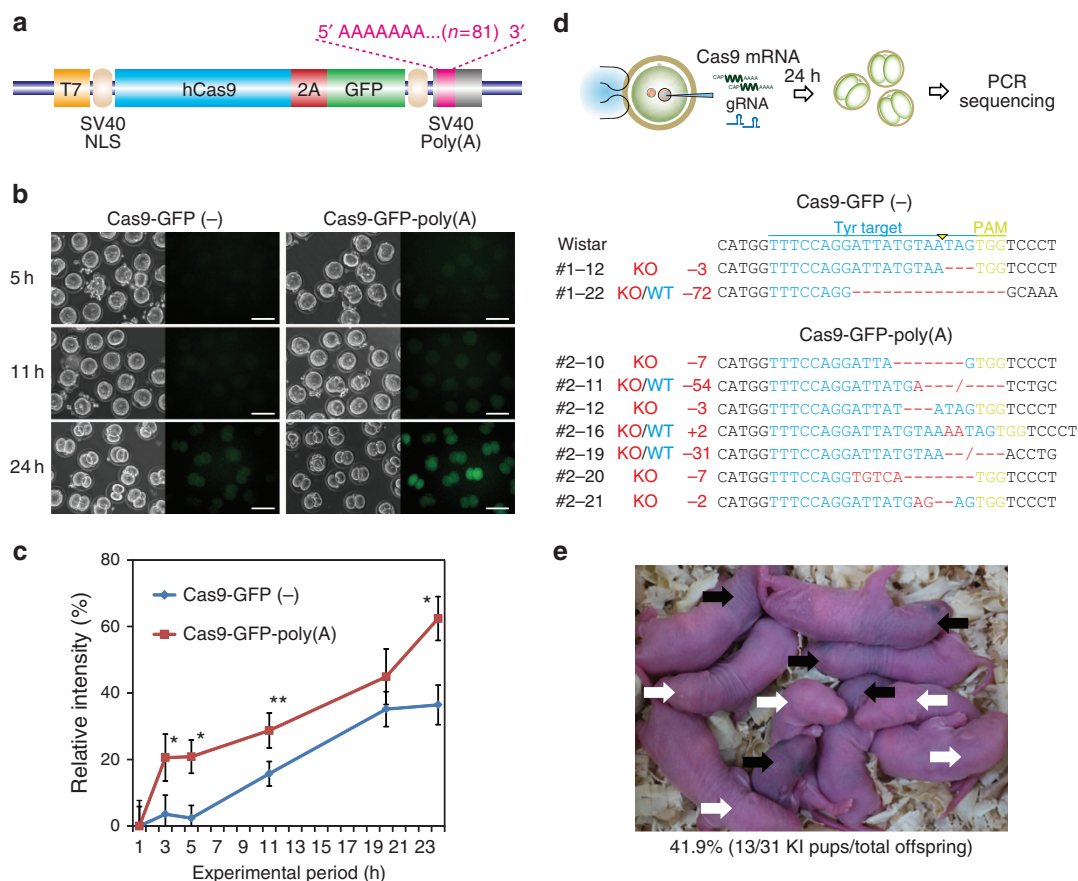 a
5′ AAAAAAA...(n=81) 3′
T7 hCas9 2A GFP
SV40 NLS
SV40 Poly(A)
b
Cas9-GFP (–) Cas9-GFP-poly(A)
5 h
11 h
24 h
c
Relative intensity (%)
80
60
40
20
0
Cas9-GFP (–)
Cas9-GFP-poly(A)
* * ** *
1 3 5 7 9 11 13 15 17 19 21 23
Experimental period (h)
d
Cas9 mRNA
CAP AAAA
CAP AAAA
gRNA
24 h
PCR sequencing
Cas9-GFP (–)
Tyr target PAM
Wistar CATGGTTTCCAGGATTATGTAATAGTGGTCCCT
#1–12 KO –3 CATGGTTTCCAGGATTATGTAA---TGGTCCCT
#1–22 KO/WT –72 CATGGTTTCCAGG---------------GCAAA
Cas9-GFP-poly(A)
#2–10 KO –7 CATGGTTTCCAGGATTA-------GTGGTCCCT
#2–11 KO/WT –54 CATGGTTTCCAGGATTATGA---/----TCTGC
#2–12 KO –3 CATGGTTTCCAGGATTAT---ATAGTGGTCCCT
#2–16 KO/WT +2 CATGGTTTCCAGGATTATGTAAAATAGTGGTCCCT
#2–19 KO/WT –31 CATGGTTTCCAGGATTATGTAA--/---ACCTG
#2–20 KO –7 CATGGTTTCCAGGTGTCA-------TGGTCCCT
#2–21 KO –2 CATGGTTTCCAGGATTATGAG--AGTGGTCCCT
e
41.9% (13/31 KI pups/total offspring)